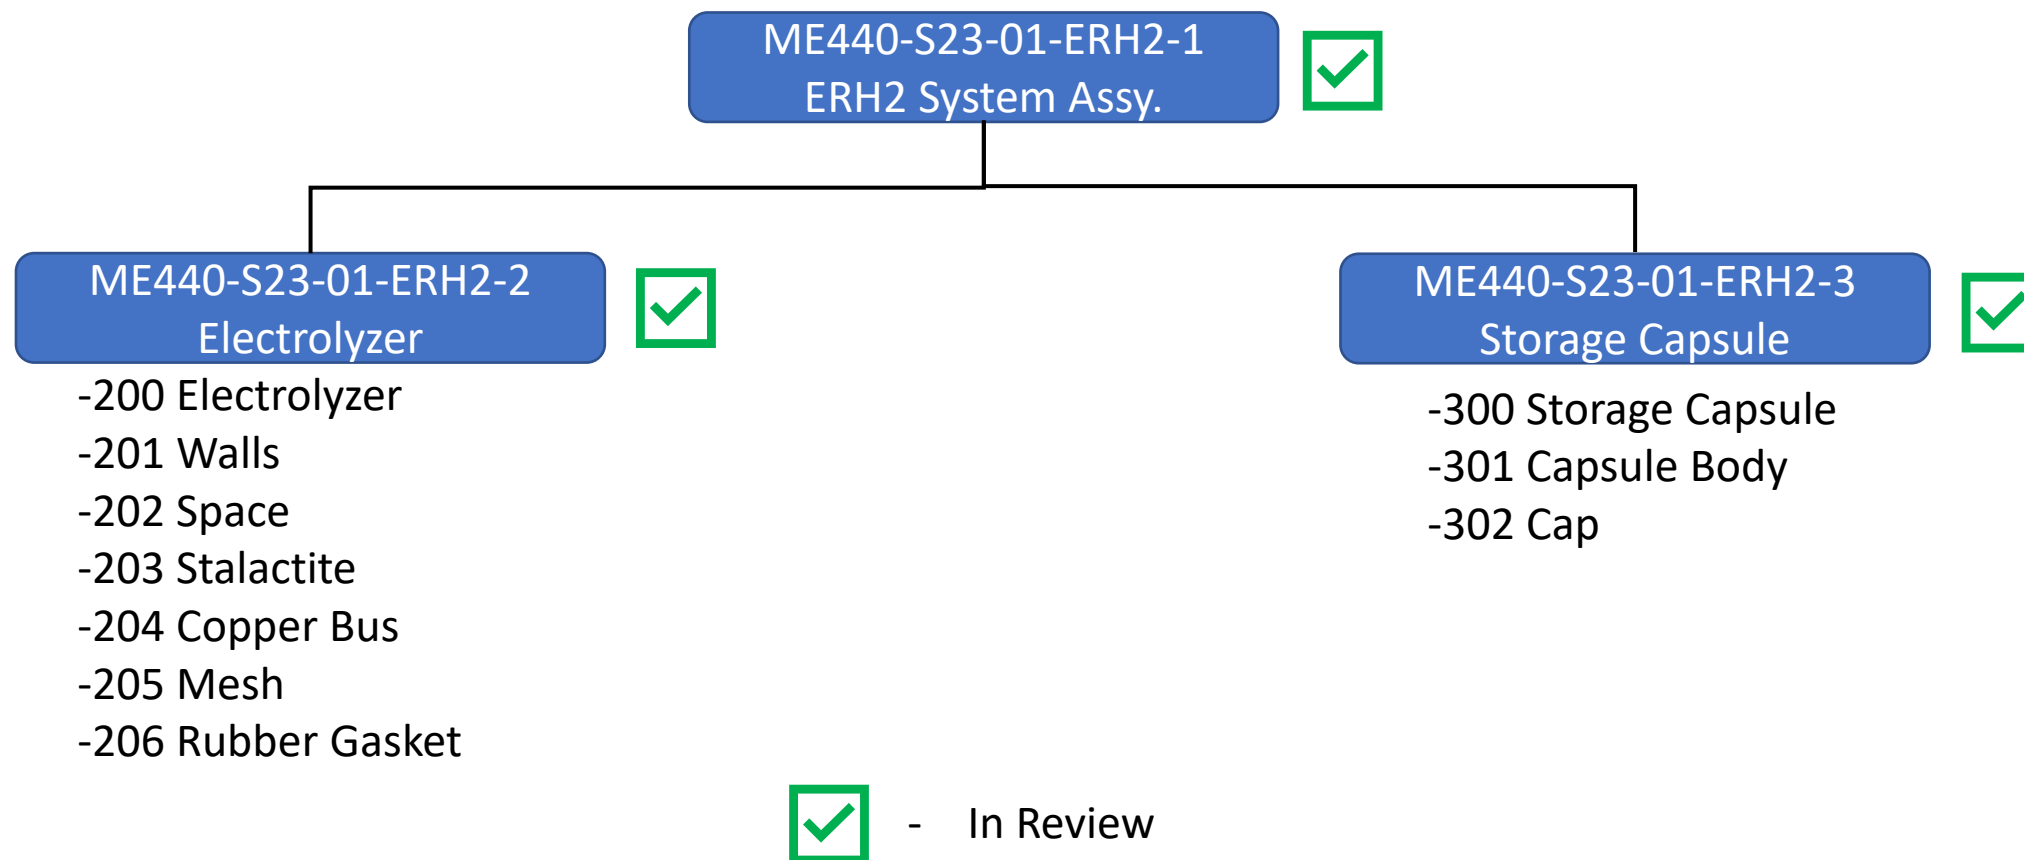 ME440-S23-01-ERH2-1
ERH2 System Assy.
ME440-S23-01-ERH2-2
Electrolyzer
-200 Electrolyzer
-201 Walls
-202 Space
-203 Stalactite
-204 Copper Bus
-205 Mesh
-206 Rubber Gasket
ME440-S23-01-ERH2-3
Storage Capsule
-300 Storage Capsule
-301 Capsule Body
-302 Cap
- In Review